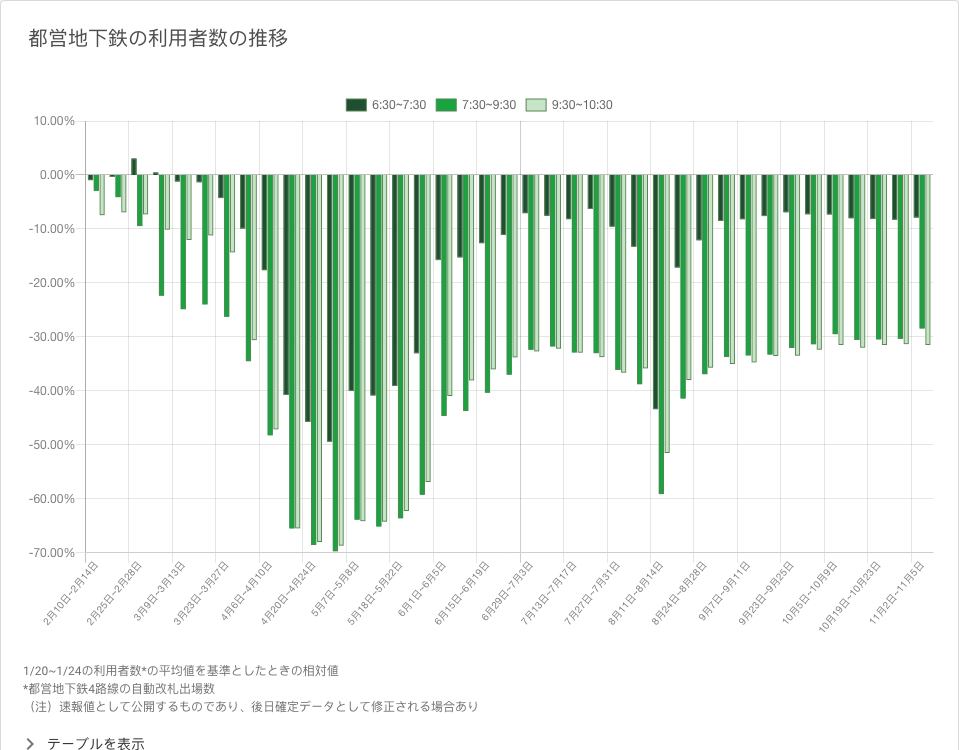 都営地下鉄の利用者数の推移
6:30~7:30 7:30~9:30 9:30~10:30
10.00%
0.00%
-10.00%
-20.00%
-30.00%
-40.00%
-50.00%
-60.00%
-70.00%
2月10日~2月14日
2月25日~2月28日
3月9日~3月13日
3月23日~3月27日
4月6日~4月10日
4月20日~4月24日
5月7日~5月8日
5月18日~5月22日
6月1日~6月5日
6月15日~6月19日
6月29日~7月3日
7月13日~7月17日
7月27日~7月31日
8月11日~8月14日
8月24日~8月28日
9月7日~9月11日
9月23日~9月25日
10月5日~10月9日
10月19日~10月23日
11月2日~11月5日
1/20~1/24の利用者数*の平均値を基準としたときの相対値
*都営地下鉄4路線の自動改札出場数
（注）速報値として公開するものであり、後日確定データとして修正される場合あり
テーブルを表示